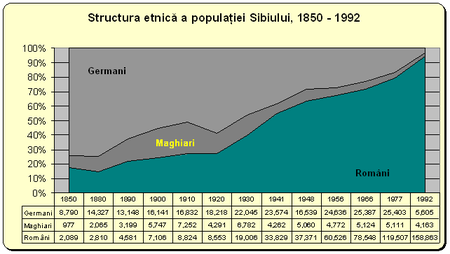 Structura etnică a populației Sibiului, 1850 - 1992
100%
90%
80%
70%
60%
50%
40%
30%
20%
10%
0%
Germani
Maghiari
Români
1850 1880 1890 1900 1910 1920 1930 1941 1948 1956 1966 1977 1992
Germani 8,790 14,327 13,148 16,141 16,832 18,218 22,045 23,574 16,539 24,636 25,387 25,403 5,605
Maghiari 977 2,065 3,199 5,747 7,252 4,291 6,782 4,262 5,060 4,772 5,124 5,111 4,163
Români 2,089 2,810 4,581 7,106 8,824 8,553 19,006 33,829 37,371 60,526 78,548 119,507 158,863